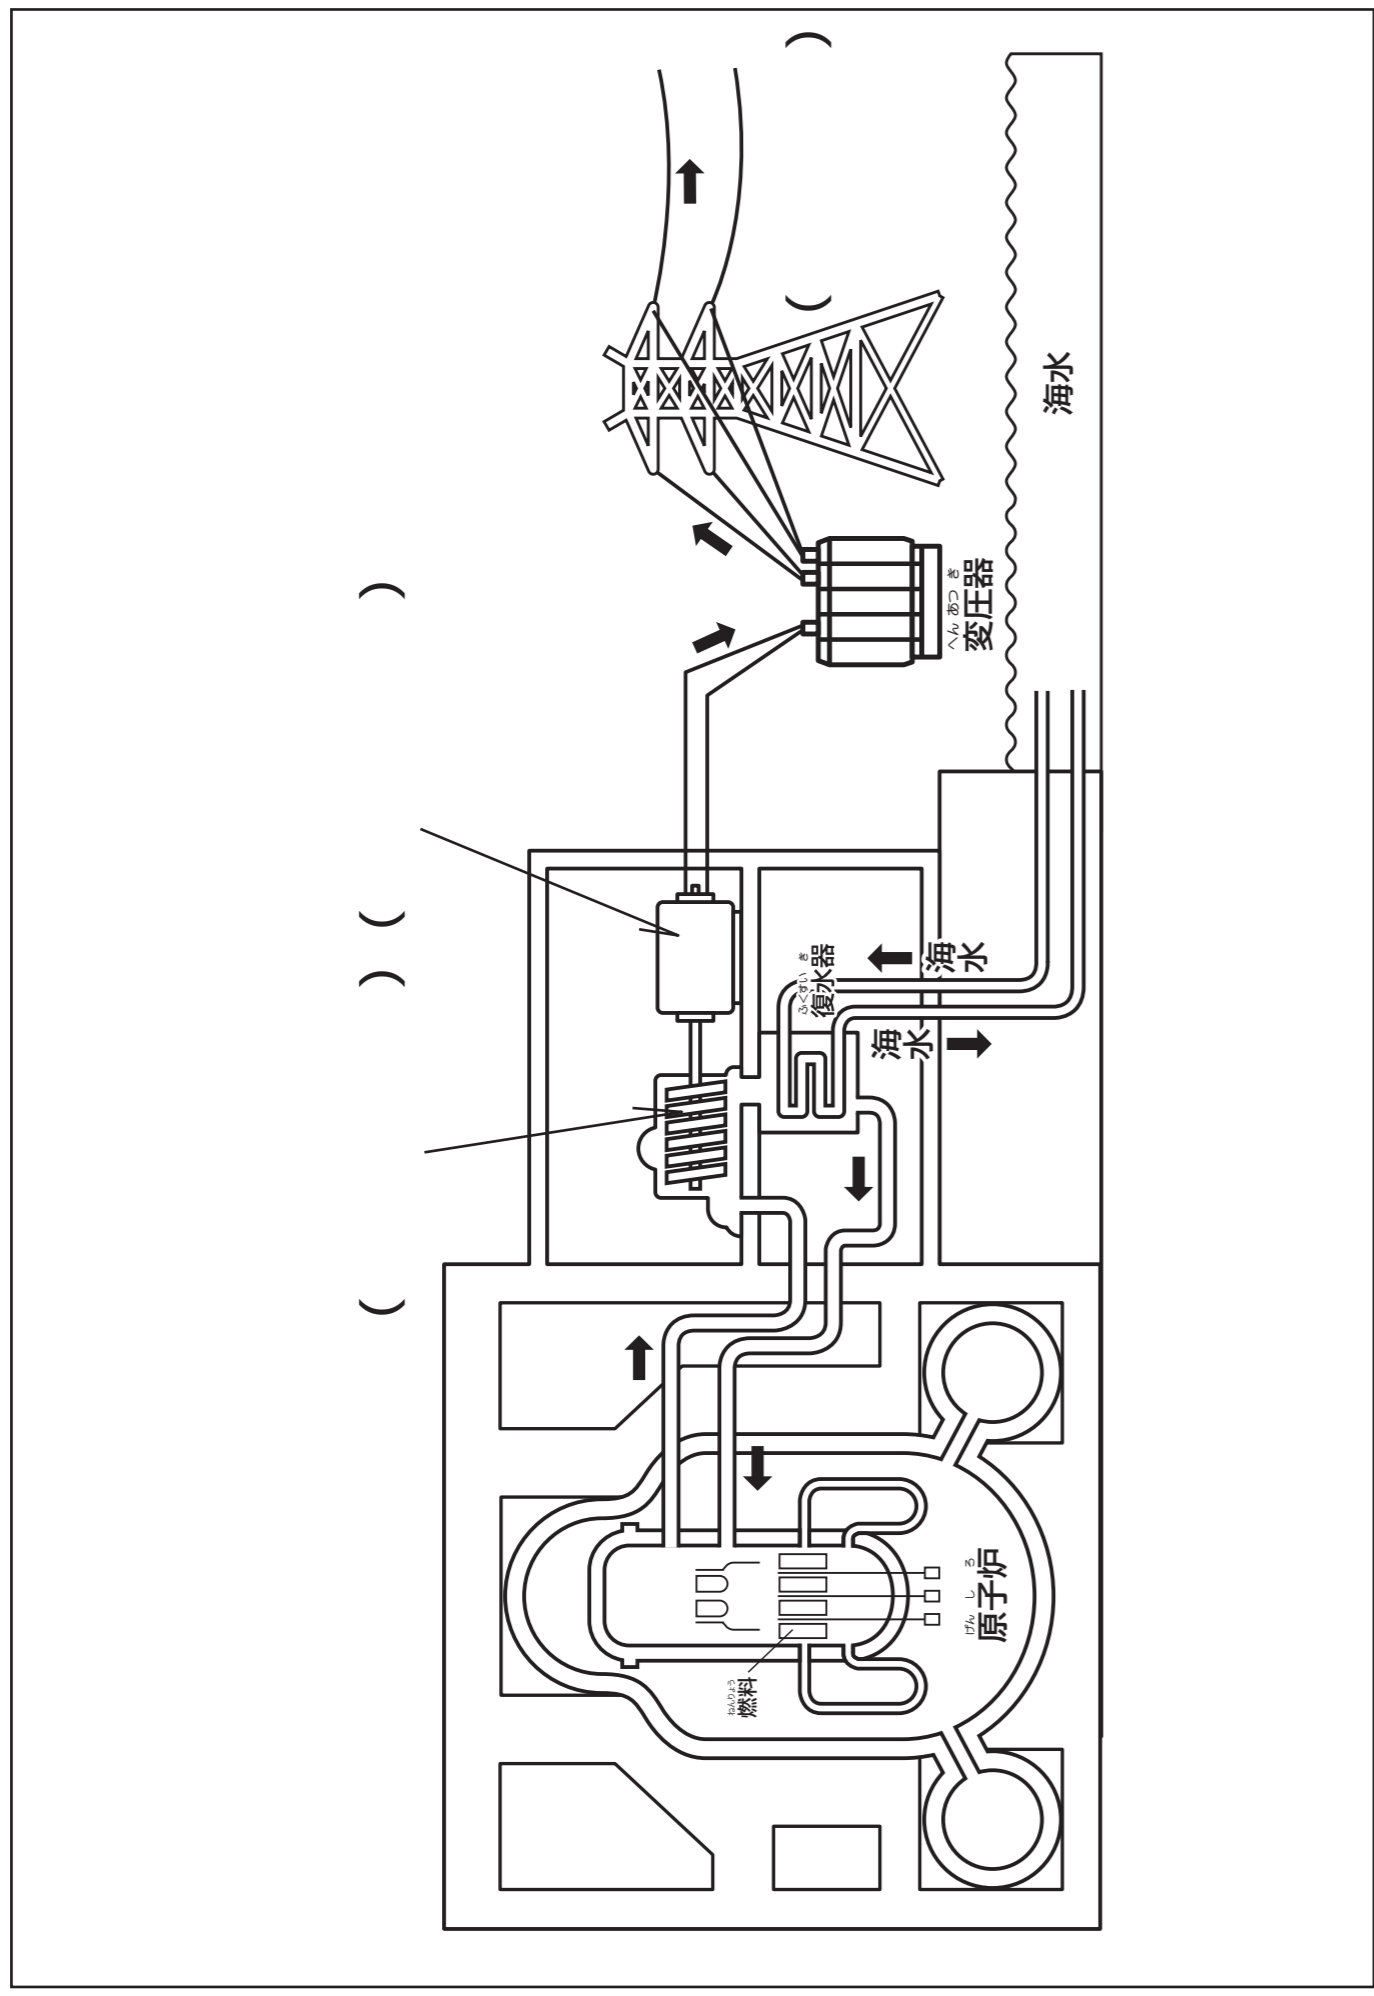 (　　　)
(　　　)
ねんりょう
燃料
げん し ろ
原子炉
ふくすい き
復水器
海水
海水
へん あつ き
変圧器
(　　　)
海水